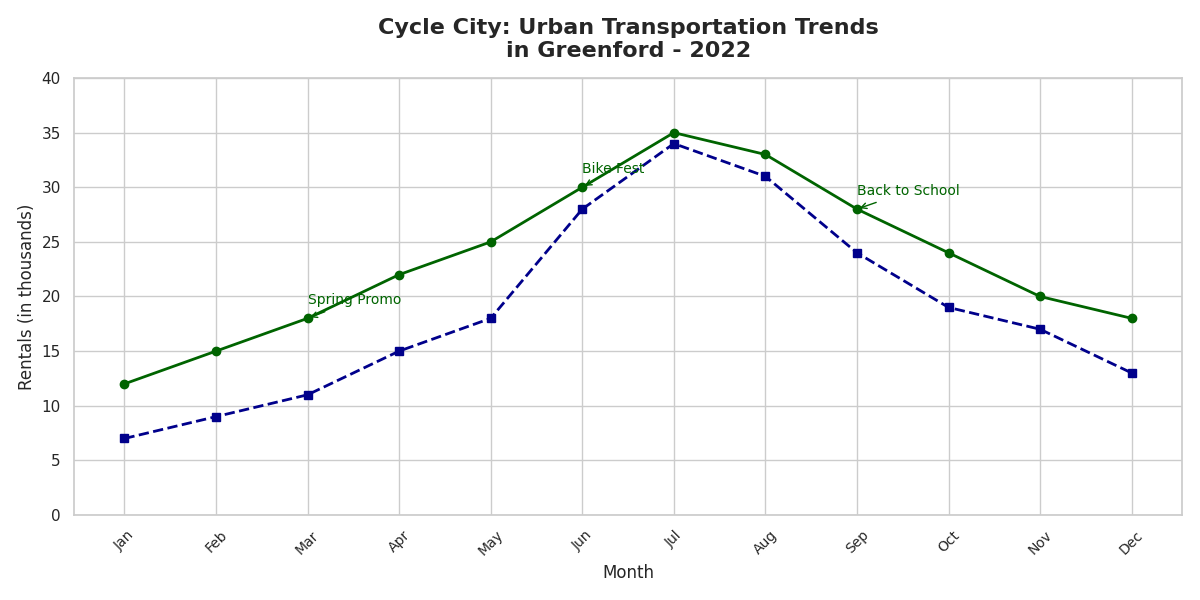 Cycle City: Urban Transportation Trends
in Greenford - 2022
Rentals (in thousands)
40
35
30
25
20
15
10
5
0
Bike Fest
Back to School
Spring Promo
Jan
Feb
Mar
Apr
May
Jun
Jul
Aug
Sep
Oct
Nov
Dec
Month